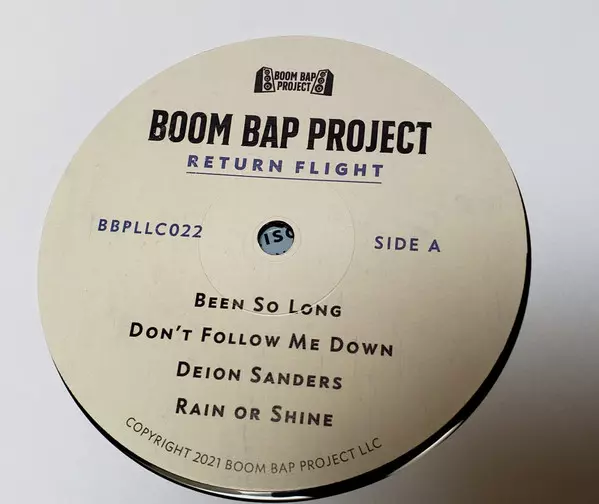 BOOM BAP
PROJECT
BOOM BAP PROJECT
RETURN FLIGHT
BBPLLC022
ISO
SIDE A
BEEN SO LONG
DON'T FOLLOW ME DOWN
DEION SANDERS
RAIN OR SHINE
COPYRIGHT 2021 BOOM BAP PROJECT LLC